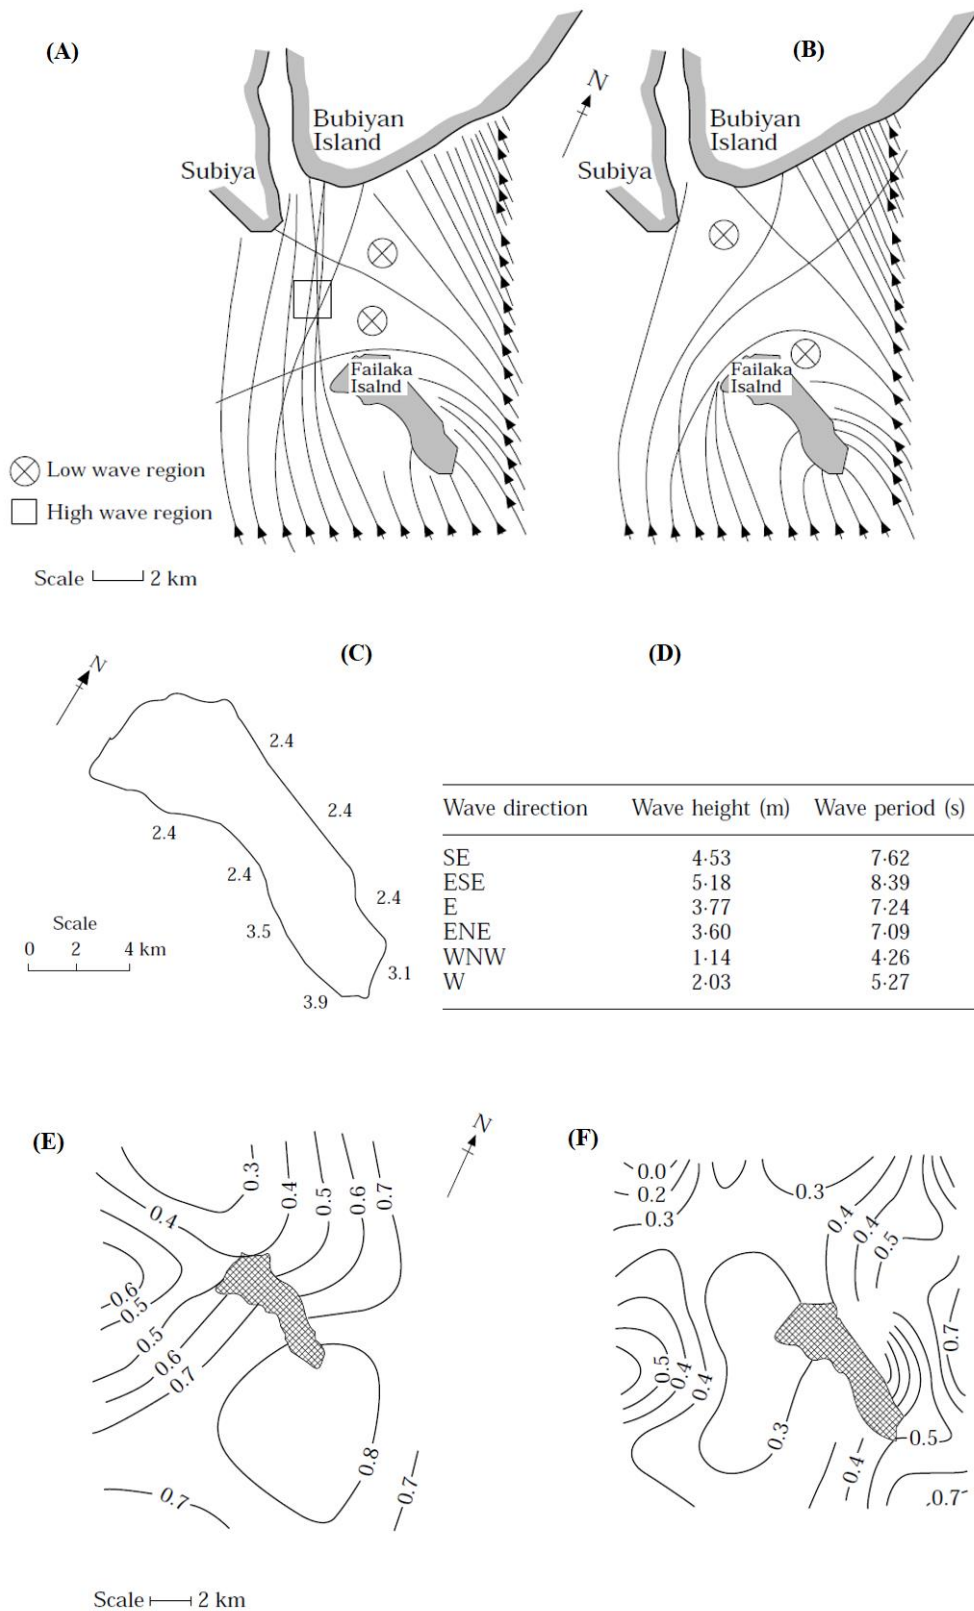 (A)
(B)
N
Bubiyan
Island
Subiya
Bubiyan
Island
Subiya
Failaka
Isalnd
Failaka
Isalnd
Low wave region
High wave region
Scale 2 km
(C)
(D)
N
2.4
2.4
2.4
2.4
2.4
3.5
3.1
3.9
Scale
0 2 4 km
Wave direction Wave height (m) Wave period (s)
SE 4·53 7·62
ESE 5·18 8·39
E 3·77 7·24
ENE 3·60 7·09
WNW 1·14 4·26
W 2·03 5·27
(E)
N
(F)
0.3
0.4
0.5
0.6
0.7
0.4
0.6
0.5
0.5
0.6
0.7
0.8
0.7
0.7
0.0
0.2
0.3
0.3
0.4
0.4
0.5
0.7
0.5
0.4
0.4
0.3
0.5
0.4
0.7
Scale 2 km